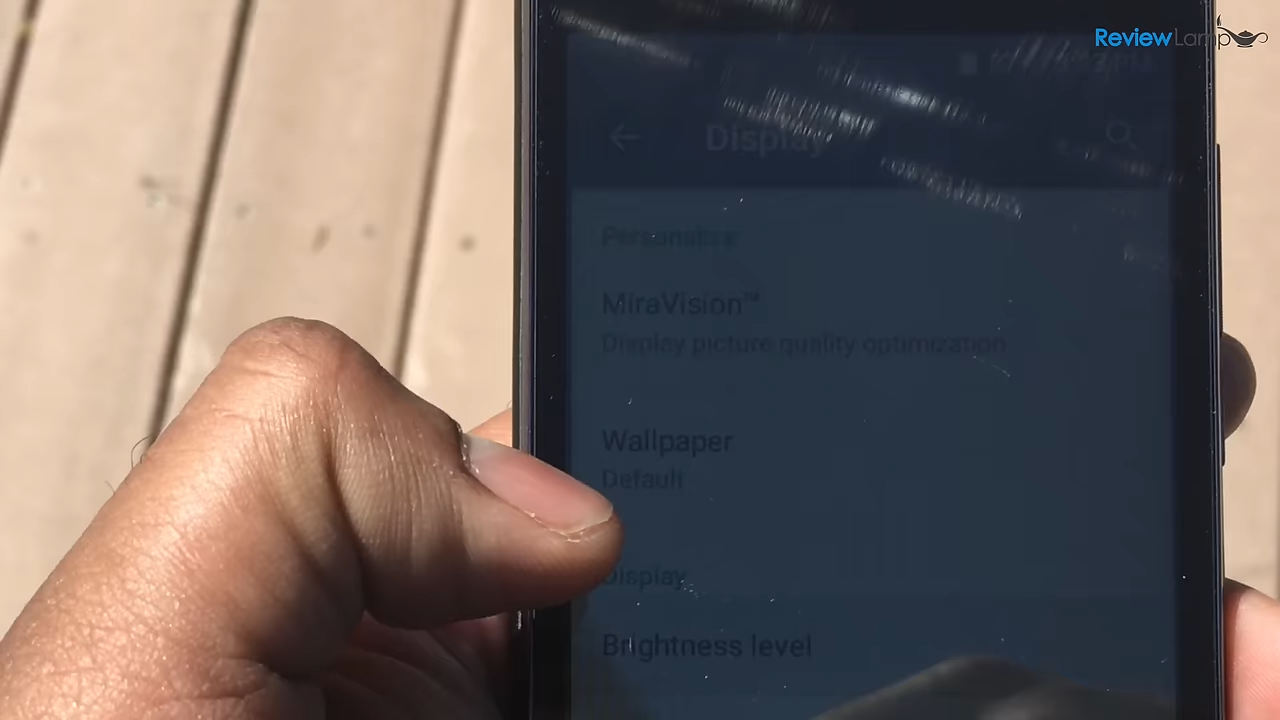 ReviewLamp
Display
Personalize
MiraVision™
Display picture quality optimization
Wallpaper
Default
Display
Brightness level